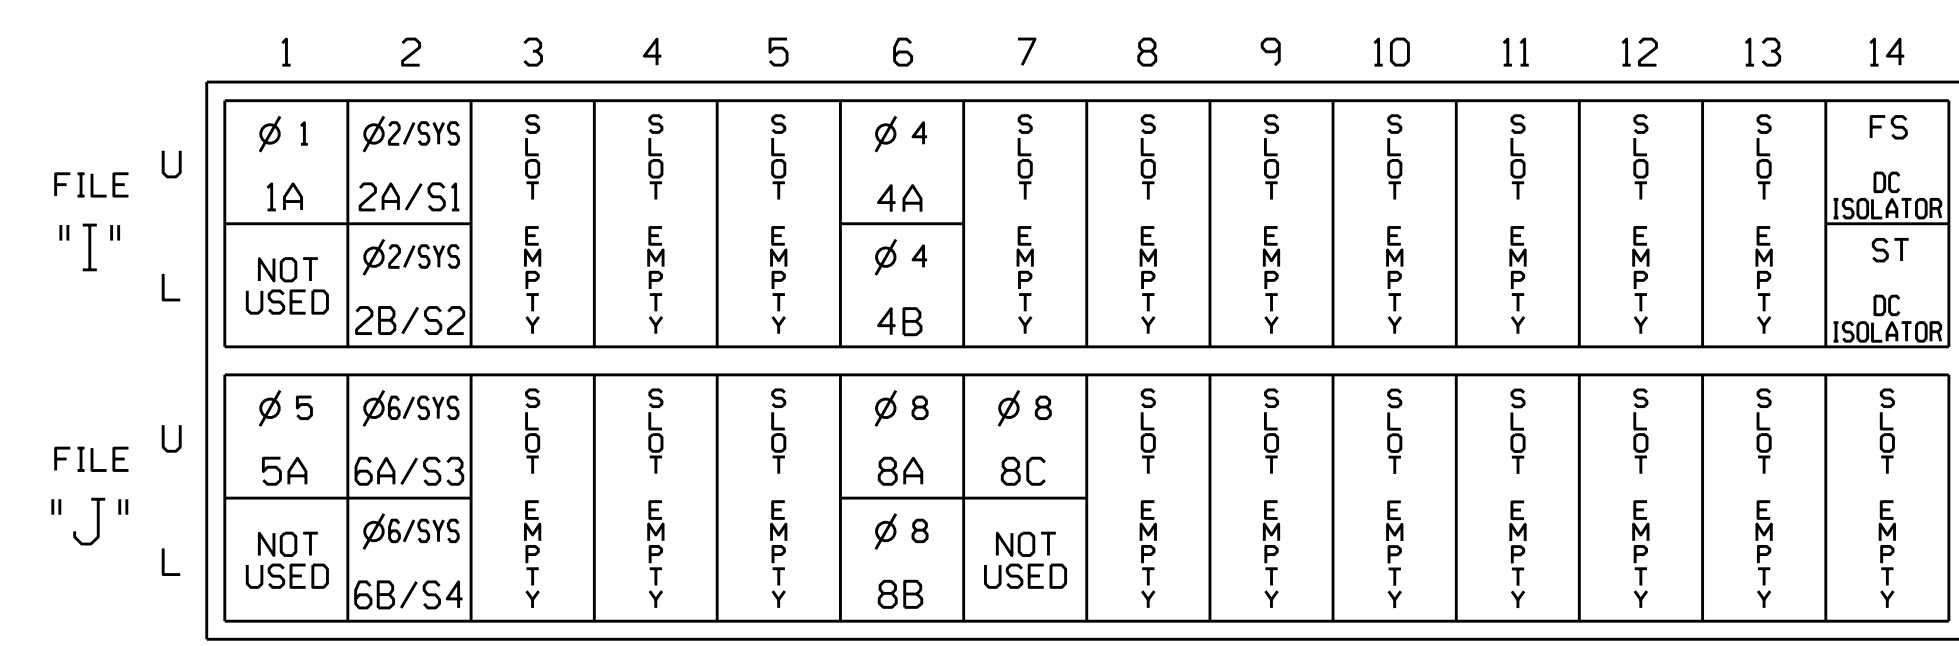 1 2 3 4 5 6 7 8 9 10 11 12 13 14
FILE
"I"
U
L
Ø 1
1A
NOT
USED
Ø2/SYS
2A/S1
Ø2/SYS
2B/S2
SLOT EMPTY
SLOT EMPTY
SLOT EMPTY
Ø 4
4A
Ø 4
4B
SLOT EMPTY
SLOT EMPTY
SLOT EMPTY
SLOT EMPTY
SLOT EMPTY
SLOT EMPTY
SLOT EMPTY
FS
DC
ISOLATOR
ST
DC
ISOLATOR
FILE
"J"
U
L
Ø 5
5A
NOT
USED
Ø6/SYS
6A/S3
Ø6/SYS
6B/S4
SLOT EMPTY
SLOT EMPTY
SLOT EMPTY
Ø 8
8A
Ø 8
8B
Ø 8
8C
NOT
USED
SLOT EMPTY
SLOT EMPTY
SLOT EMPTY
SLOT EMPTY
SLOT EMPTY
SLOT EMPTY
SLOT EMPTY